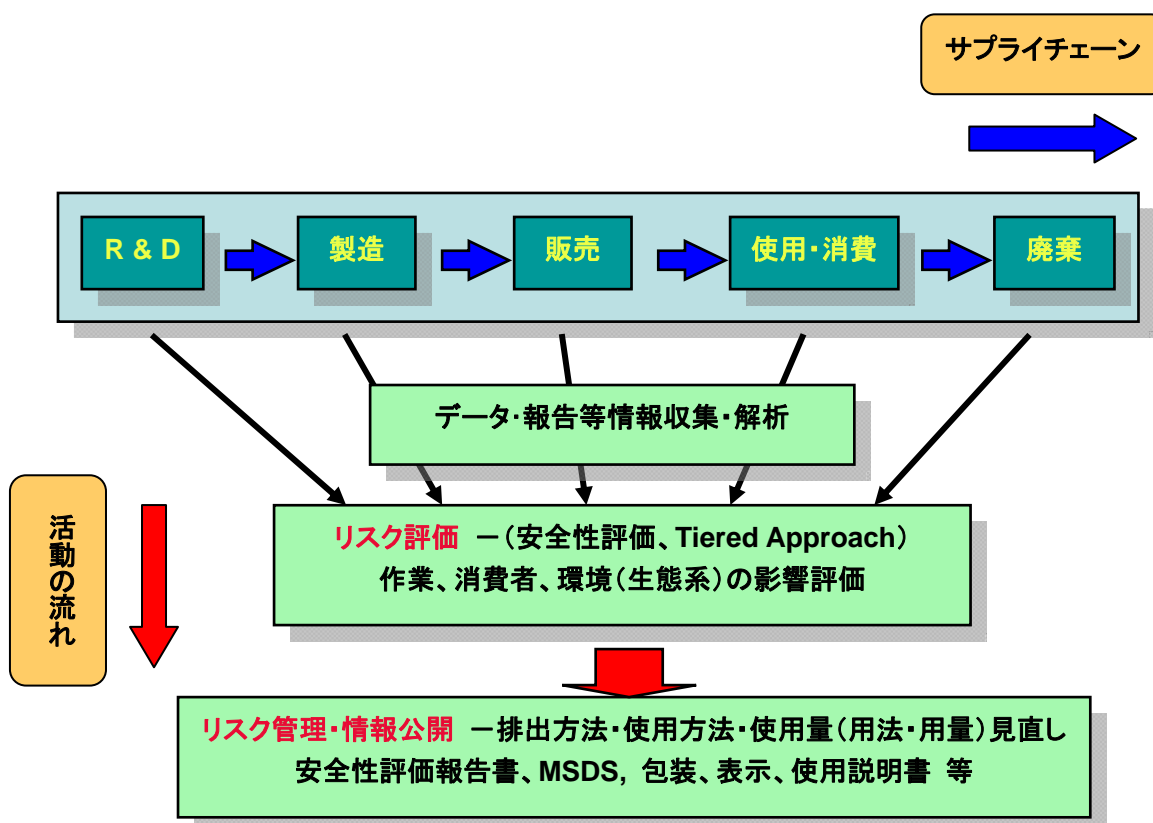 サプライチェーン
R & D
製造
販売
使用・消費
廃棄
データ・報告等情報収集・解析
活動の流れ
リスク評価 －(安全性評価、Tiered Approach)
作業、消費者、環境(生態系)の影響評価
リスク管理・情報公開 －排出方法・使用方法・使用量(用法・用量)見直し
安全性評価報告書、MSDS, 包装、表示、使用説明書 等